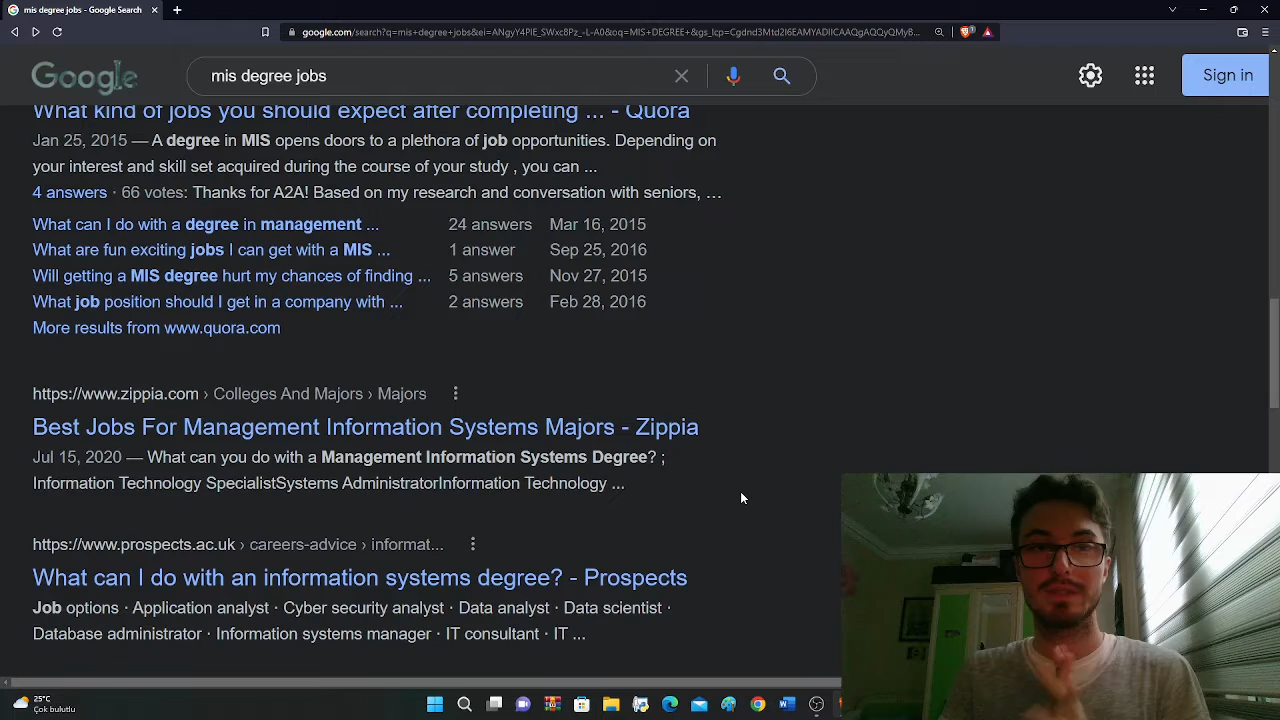 mis degree jobs - Google Search
google.com/search?q=mis+degree+jobs&ei=ANgyY4PlE_SWxc8Pz_-L-A0&oq=MIS+DEGREE+&gs_lcp=Cgdnd3Mtd2l6EAMYADIICAAQgAQQyQMyB...
Google
mis degree jobs
Sign in
What kind of jobs you should expect after completing ... - Quora
Jan 25, 2015 — A degree in MIS opens doors to a plethora of job opportunities. Depending on
your interest and skill set acquired during the course of your study , you can ...
4 answers · 66 votes: Thanks for A2A! Based on my research and conversation with seniors, ...
What can I do with a degree in management ... 24 answers Mar 16, 2015
What are fun exciting jobs I can get with a MIS ... 1 answer Sep 25, 2016
Will getting a MIS degree hurt my chances of finding ... 5 answers Nov 27, 2015
What job position should I get in a company with ... 2 answers Feb 28, 2016
More results from www.quora.com
https://www.zippia.com › Colleges And Majors › Majors
Best Jobs For Management Information Systems Majors - Zippia
Jul 15, 2020 — What can you do with a Management Information Systems Degree? ;
Information Technology SpecialistSystems AdministratorInformation Technology ...
https://www.prospects.ac.uk › careers-advice › informat...
What can I do with an information systems degree? - Prospects
Job options · Application analyst · Cyber security analyst · Data analyst · Data scientist ·
Database administrator · Information systems manager · IT consultant · IT ...
25°C
Çok bulutlu